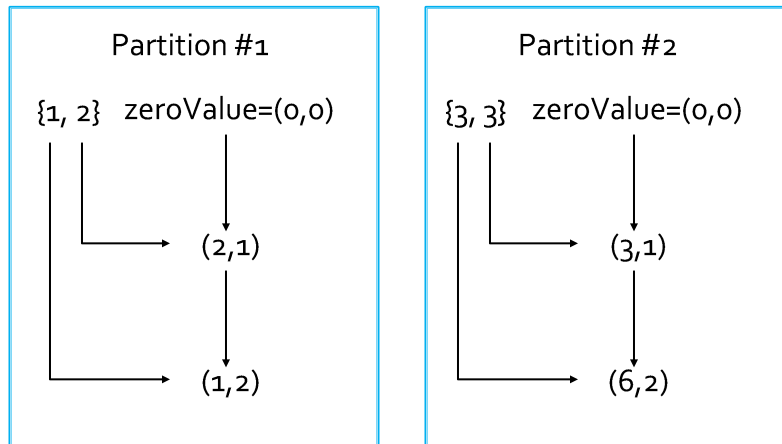 Partition #1
{1, 2} zeroValue=(0,0)
(2,1)
(1,2)
Partition #2
{3, 3} zeroValue=(0,0)
(3,1)
(6,2)